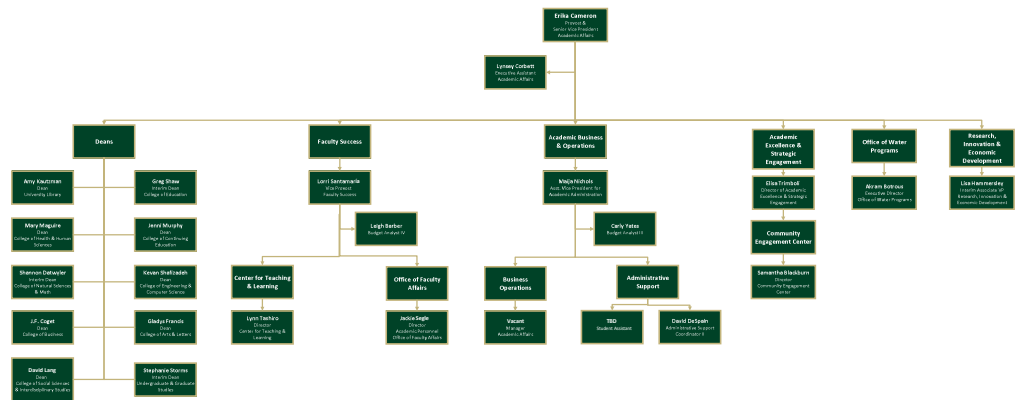 Erika Cameron
Provost &
Senior Vice President
Academic Affairs
Lynsey Corbett
Executive Assistant
Academic Affairs
Deans
Amy Kautzman
Dean
University Library
Greg Shaw
Interim Dean
College of Education
Mary Maguire
Dean
College of Health & Human
Sciences
Jenni Murphy
Dean
College of Continuing
Education
Shannon Datwyler
Interim Dean
College of Natural Sciences
& Math
Kevan Shafizadeh
Dean
College of Engineering &
Computer Science
J.F. Coget
Dean
College of Business
Gladys Francis
Dean
College of Arts & Letters
David Lang
Dean
College of Social Sciences
& Interdisciplinary Studies
Stephanie Storms
Interim Dean
Undergraduate & Graduate
Studies
Faculty Success
Lorri Santamaria
Vice Provost
Faculty Success
Leigh Barber
Budget Analyst IV
Center for Teaching
& Learning
Lynn Tashiro
Director
Center for Teaching &
Learning
Office of Faculty
Affairs
Jackie Segle
Director
Academic Personnel
Office of Faculty Affairs
Academic Business
& Operations
Maija Nichols
Asst. Vice President for
Academic Administration
Carly Yates
Budget Analyst III
Business
Operations
Vacant
Manager
Academic Affairs
Administrative
Support
TBD
Student Assistant
David DeSpain
Administrative Support
Coordinator II
Academic
Excellence &
Strategic
Engagement
Elisa Trimboli
Director of Academic
Excellence & Strategic
Engagement
Community
Engagement Center
Samantha Blackburn
Director
Community Engagement
Center
Office of Water
Programs
Akram Botrous
Executive Director
Office of Water Programs
Research,
Innovation &
Economic
Development
Lisa Hammersley
Interim Associate VP
Research, Innovation &
Economic Development